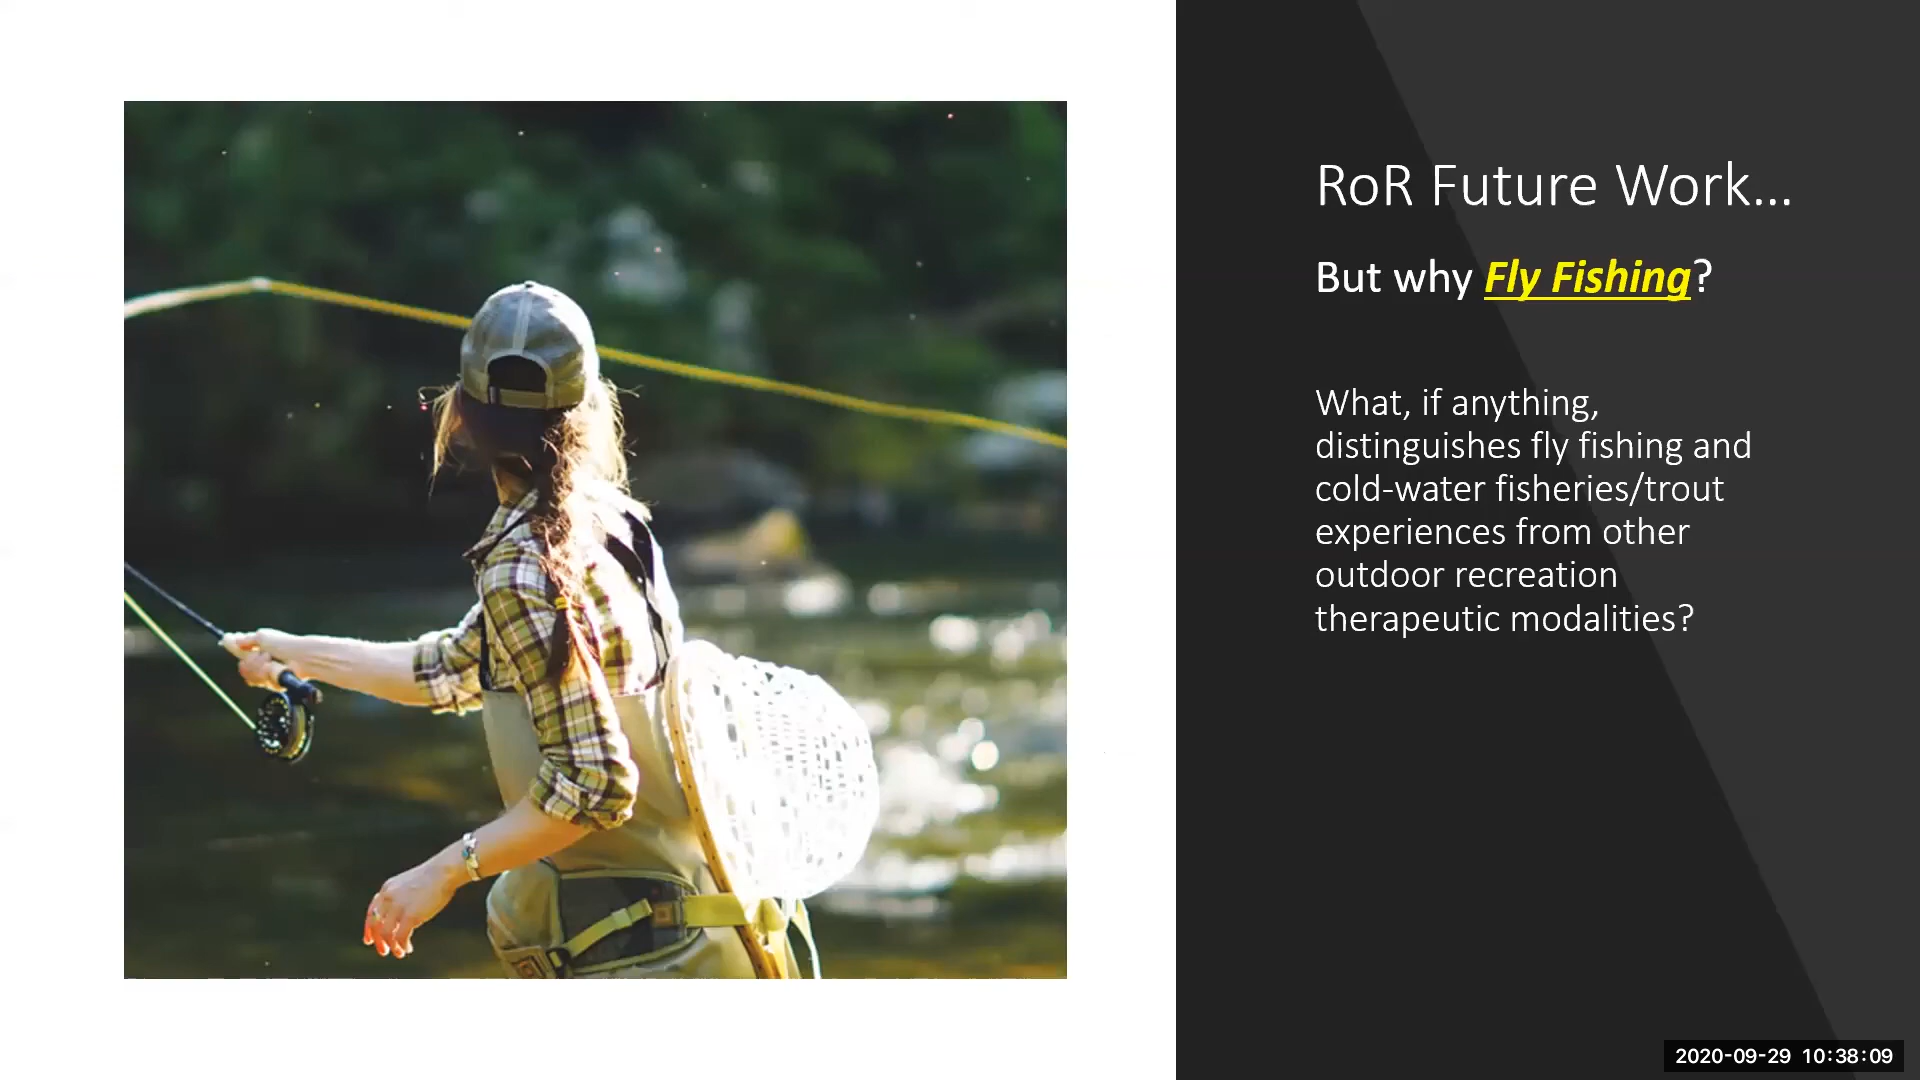 RoR Future Work...
But why Fly Fishing?
What, if anything,
distinguishes fly fishing and
cold-water fisheries/trout
experiences from other
outdoor recreation
therapeutic modalities?
2020-09-29 10:38:09